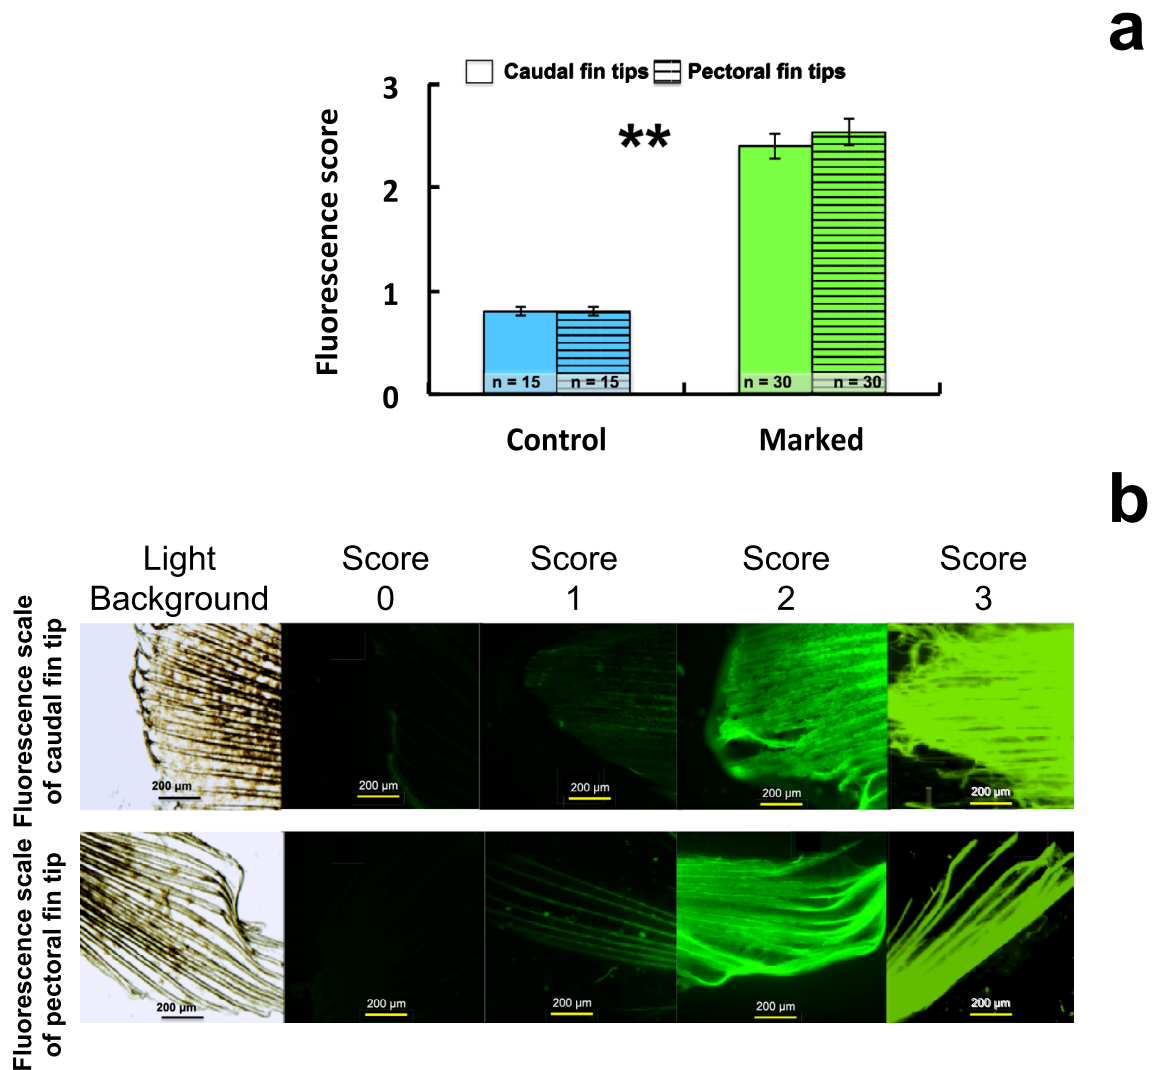 a
Caudal fin tips
Pectoral fin tips
Fluorescence score
3
2
1
0
**
n = 15
n = 15
n = 30
n = 30
Control
Marked
b
Light
Background
Score
0
Score
1
Score
2
Score
3
Fluorescence scale
of caudal fin tip
200 µm
200 µm
200 µm
200 µm
200 µm
Fluorescence scale
of pectoral fin tip
200 µm
200 µm
200 µm
200 µm
200 µm